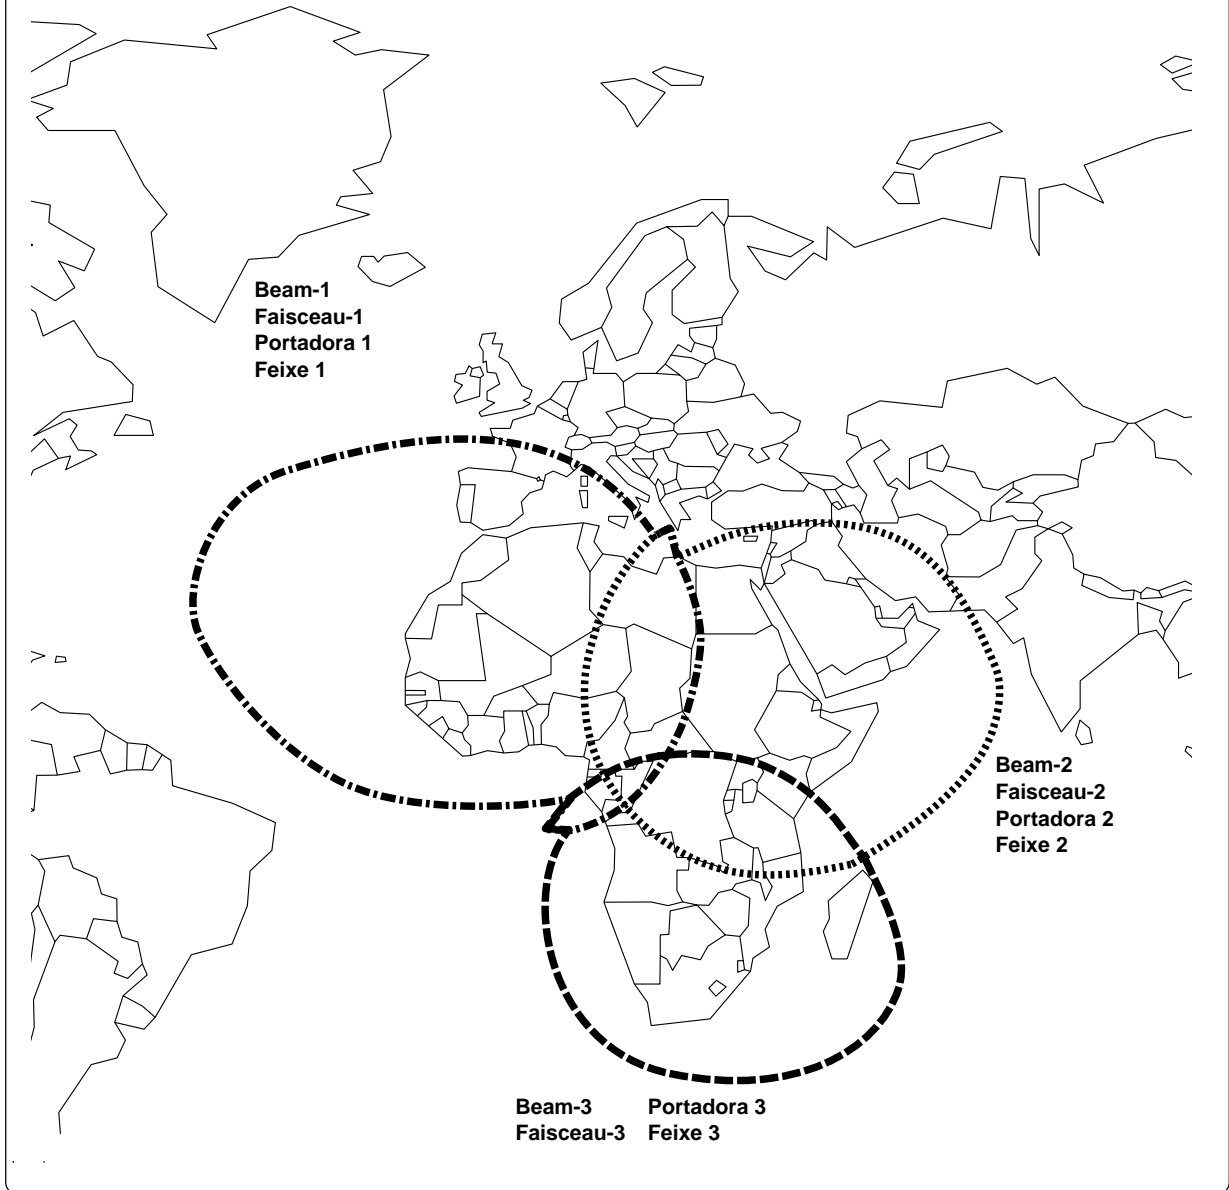 Beam-1
Faisceau-1
Portadora 1
Feixe 1
Beam-2
Faisceau-2
Portadora 2
Feixe 2
Beam-3 Portadora 3
Faisceau-3 Feixe 3